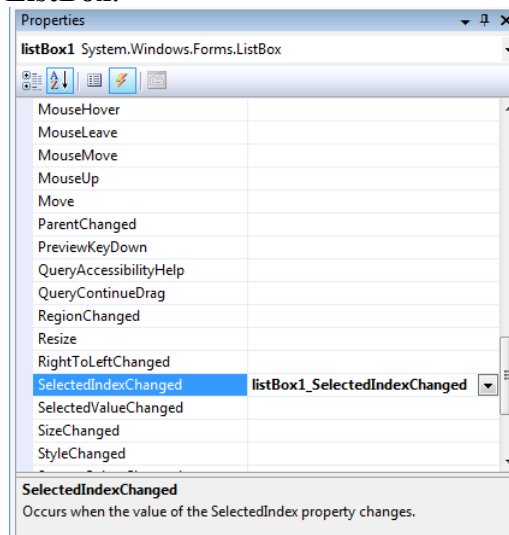 ListBox.
Properties
listBox1 System.Windows.Forms.ListBox
MouseHover
MouseLeave
MouseMove
MouseUp
Move
ParentChanged
PreviewKeyDown
QueryAccessibilityHelp
QueryContinueDrag
RegionChanged
Resize
RightToLeftChanged
SelectedIndexChanged listBox1_SelectedIndexChanged
SelectedValueChanged
SizeChanged
StyleChanged
SelectedIndexChanged
Occurs when the value of the SelectedIndex property changes.